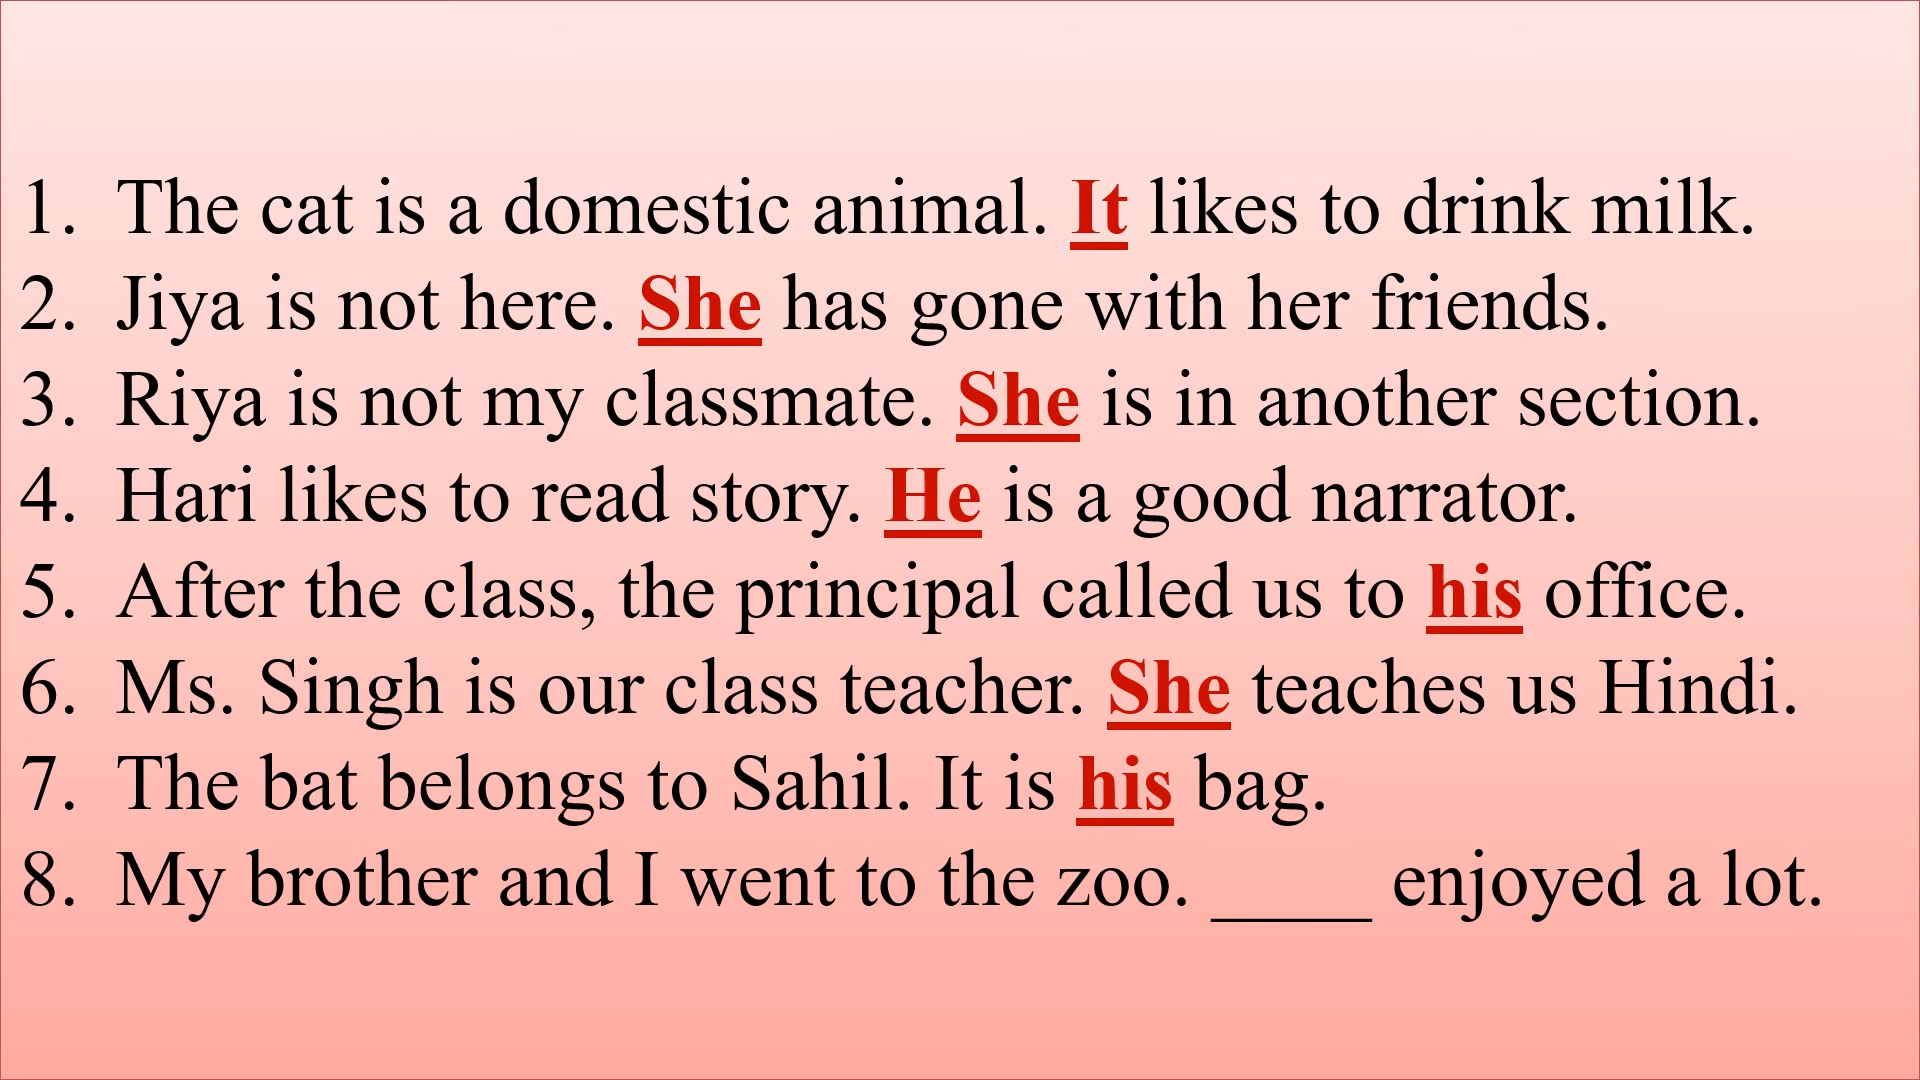 1. The cat is a domestic animal. It likes to drink milk.
2. Jiya is not here. She has gone with her friends.
3. Riya is not my classmate. She is in another section.
4. Hari likes to read story. He is a good narrator.
5. After the class, the principal called us to his office.
6. Ms. Singh is our class teacher. She teaches us Hindi.
7. The bat belongs to Sahil. It is his bag.
8. My brother and I went to the zoo. ____ enjoyed a lot.